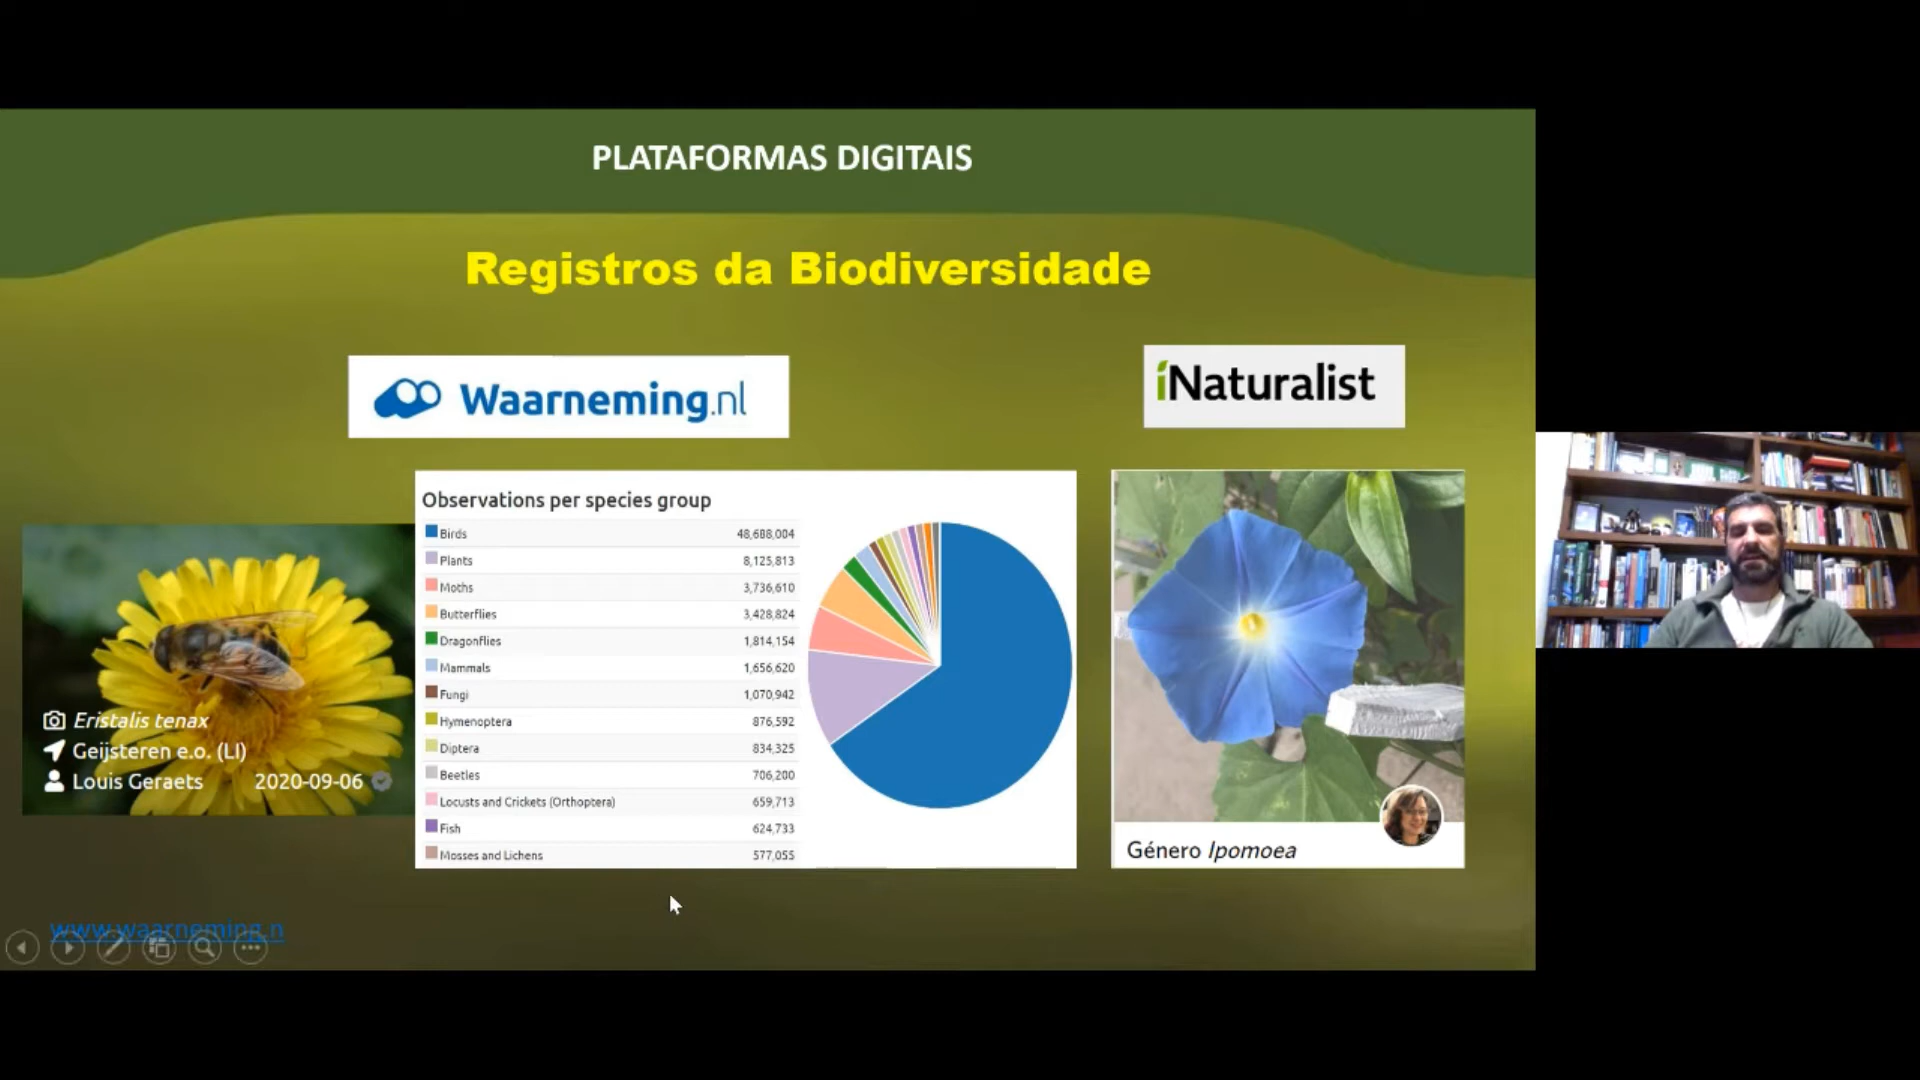 PLATAFORMAS DIGITAIS
Registros da Biodiversidade
Waarneming.nl
iNaturalist
Observations per species group
Birds 48,688,004
Plants 8,125,813
Moths 3,736,610
Butterflies 3,428,824
Dragonflies 1,814,154
Mammals 1,656,620
Fungi 1,070,942
Hymenoptera 876,592
Diptera 834,325
Beetles 706,200
Locusts and Crickets (Orthoptera) 659,713
Fish 624,733
Mosses and Lichens 577,055
Eristalis tenax
Geijsteren e.o. (LI)
Louis Geraets 2020-09-06
Género Ipomoea
www.waarneming.n